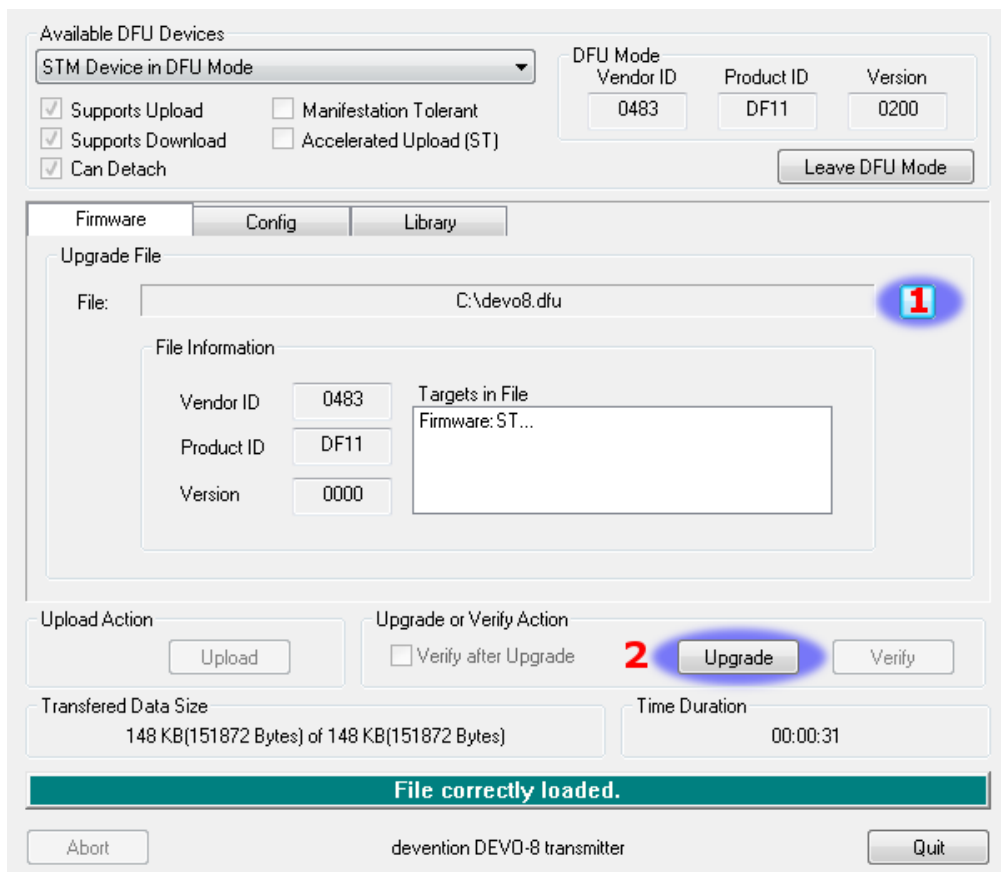 Available DFU Devices
STM Device in DFU Mode
Supports Upload
Manifestation Tolerant
Supports Download
Accelerated Upload (ST)
Can Detach
DFU Mode
Vendor ID Product ID Version
0483 DF11 0200
Leave DFU Mode
Firmware Config Library
Upgrade File
File: C:\devo8.dfu 1
File Information
Vendor ID 0483
Product ID DF11
Version 0000
Targets in File
Firmware: ST...
Upload Action
Upload
Upgrade or Verify Action
Verify after Upgrade 2 Upgrade Verify
Transfered Data Size
148 KB(151872 Bytes) of 148 KB(151872 Bytes)
Time Duration
00:00:31
File correctly loaded.
Abort devention DEVO-8 transmitter Quit